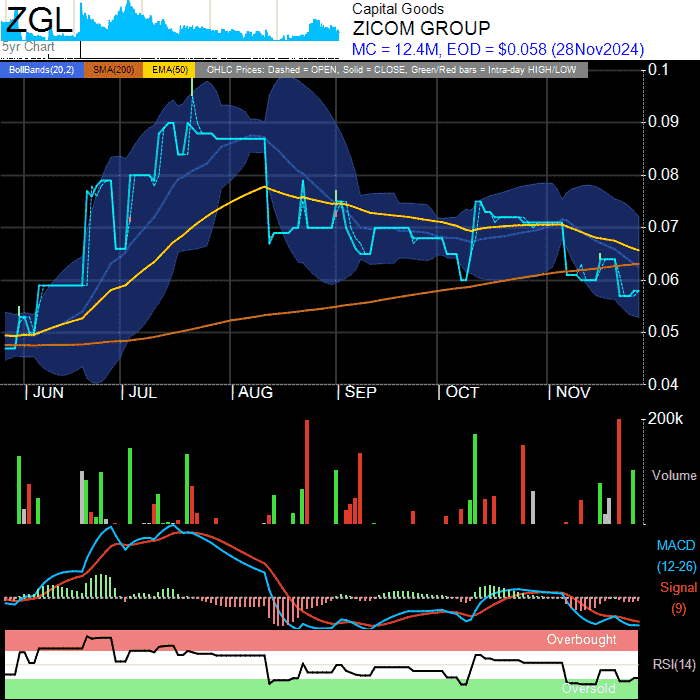 ZGL
5yr Chart
Capital Goods
ZICOM GROUP
MC = 12.4M, EOD = $0.058 (28Nov2024)
BollBands(20,2) SMA(200) EMA(50) OHLC Prices: Dashed = OPEN, Solid = CLOSE, Green/Red bars = Intra-day HIGH/LOW
0.1
0.09
0.08
0.07
0.06
0.05
0.04
JUN JUL AUG SEP OCT NOV
200k
Volume
MACD
(12-26)
Signal
(9)
Overbought
RSI(14)
Oversold